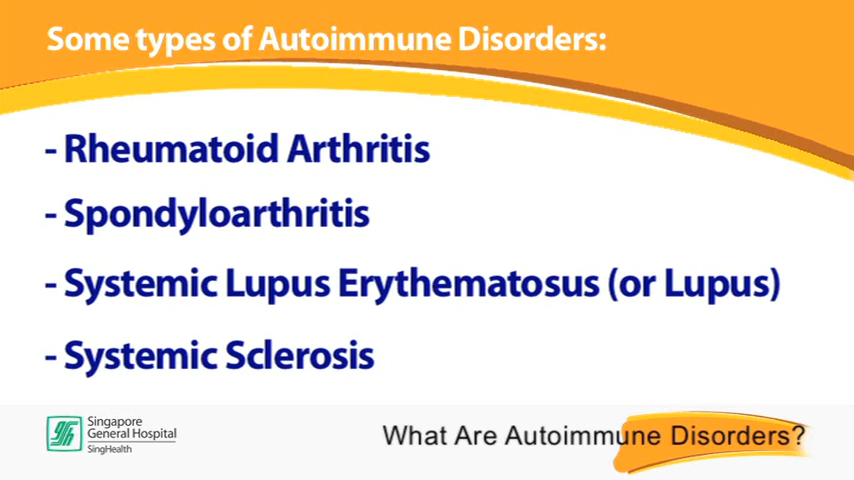 Some types of Autoimmune Disorders:
- Rheumatoid Arthritis
- Spondyloarthritis
- Systemic Lupus Erythematosus (or Lupus)
- Systemic Sclerosis
Singapore
General Hospital
SingHealth
What Are Autoimmune Disorders?